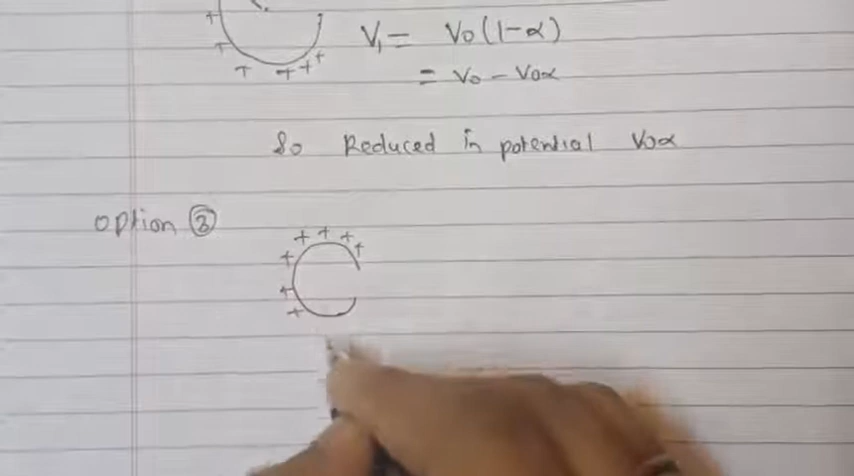 V₁ = V₀(1-α)
= V₀ - V₀α
So Reduced in potential V₀α
option ③